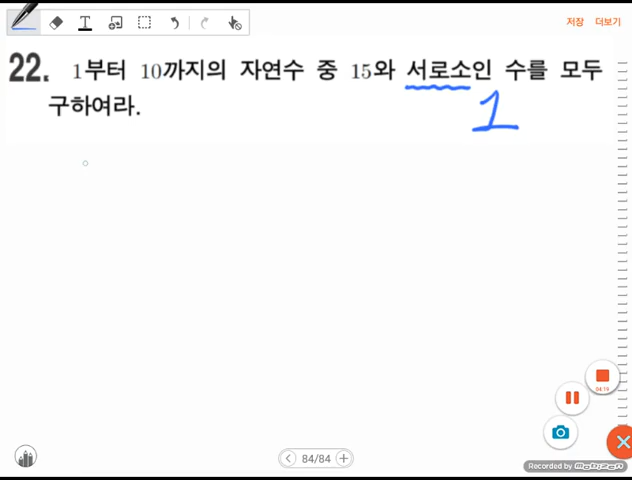 저장 더보기
22. 1부터 10까지의 자연수 중 15와 서로소인 수를 모두
구하여라.
1
04:19
84/84
Recorded by Mobizen